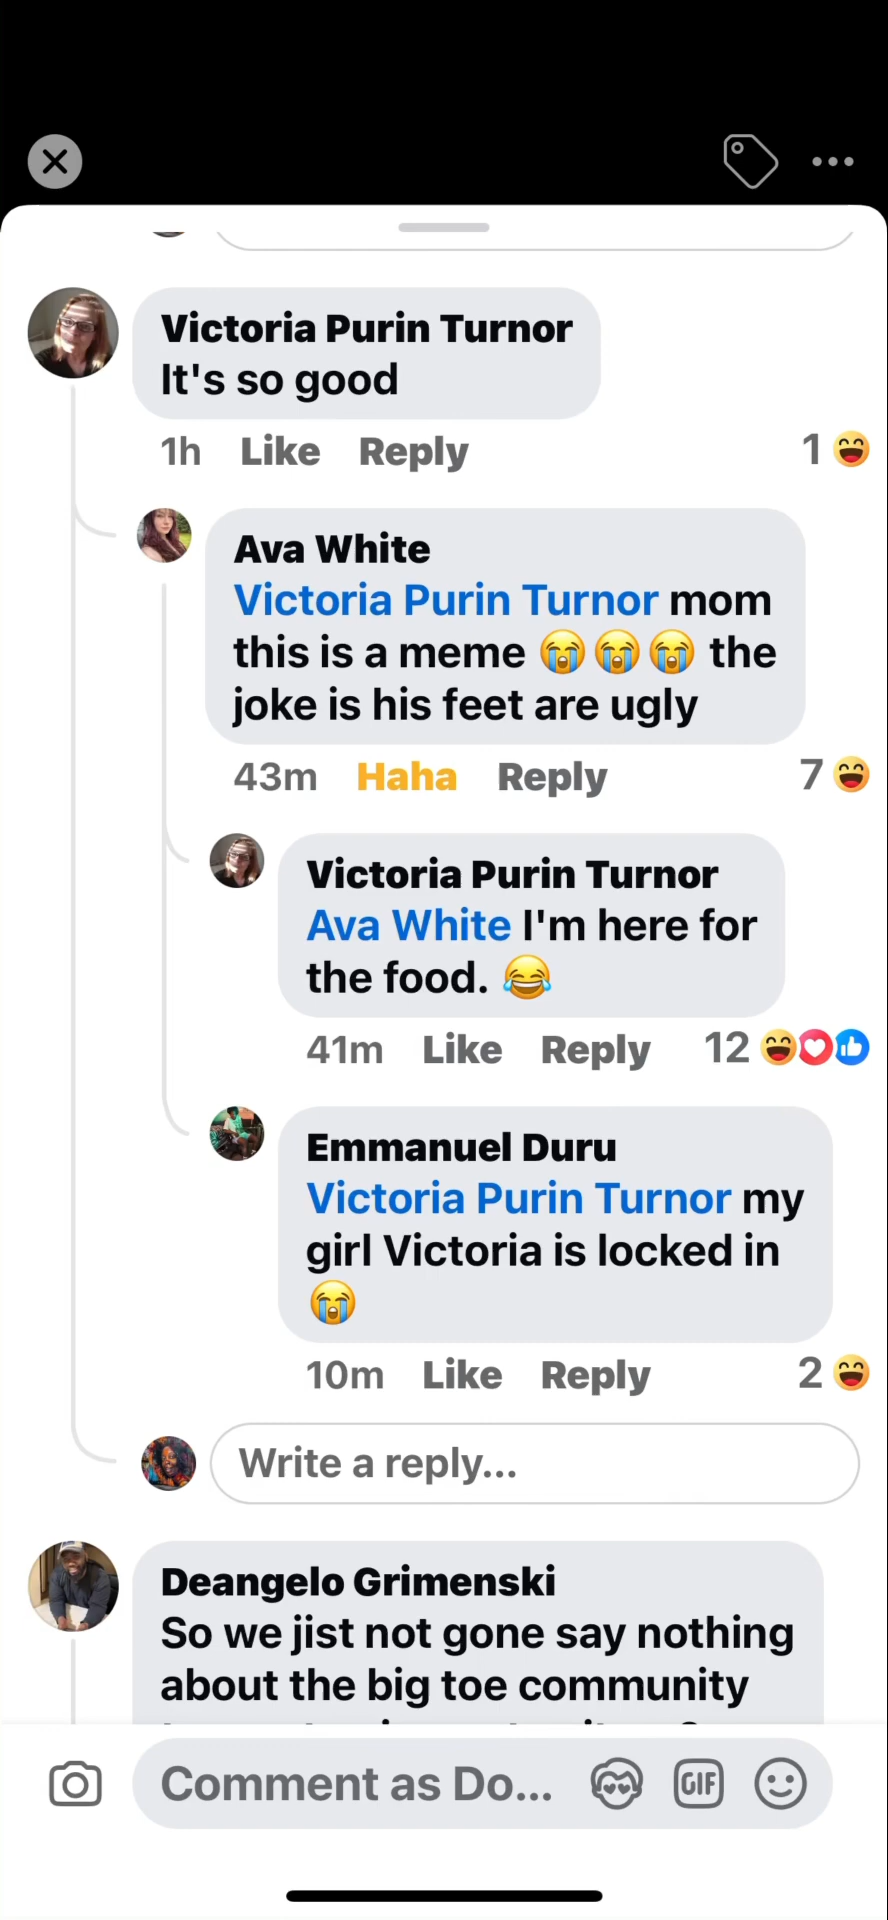 Victoria Purin Turnor
It's so good
1h Like Reply 1
Ava White
Victoria Purin Turnor mom
this is a meme 😭😭😭 the
joke is his feet are ugly
43m Haha Reply 7
Victoria Purin Turnor
Ava White I'm here for
the food. 😂
41m Like Reply 12
Emmanuel Duru
Victoria Purin Turnor my
girl Victoria is locked in
😭
10m Like Reply 2
Write a reply...
Deangelo Grimenski
So we jist not gone say nothing
about the big toe community
Comment as Do... GIF